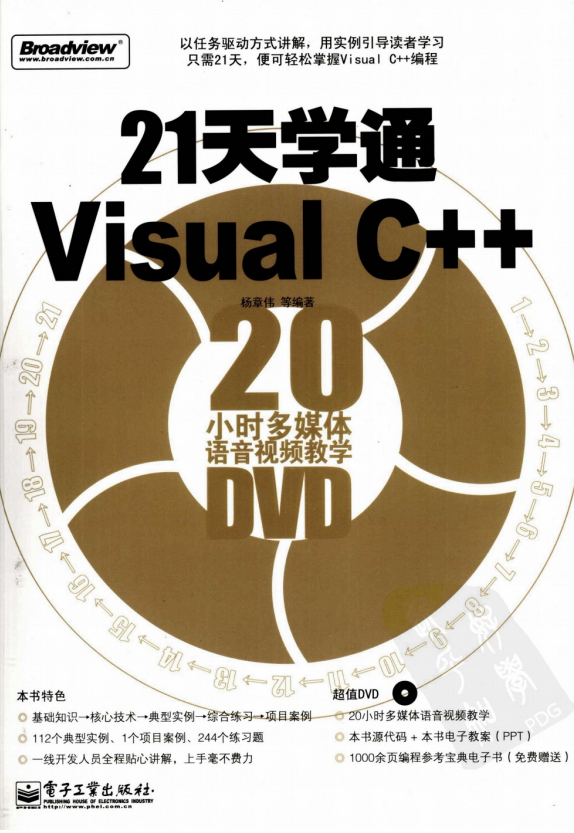 Broadview®
www.broadview.com.cn
以任务驱动方式讲解，用实例引导读者学习
只需21天，便可轻松掌握Visual C++编程
21天学通
Visual C++
杨章伟 等编著
20
小时多媒体
语音视频教学
DVD
1→2→3→4→5→6→7→8→9→10→11→12→13→14→15→16→17→18→19→20→21
本书特色
基础知识→核心技术→典型实例→综合练习→项目案例
112个典型实例、1个项目案例、244个练习题
一线开发人员全程贴心讲解，上手毫不费力
超值DVD
20小时多媒体语音视频教学
本书源代码 + 本书电子教案（PPT）
1000余页编程参考宝典电子书（免费赠送）
PHEI
電子工業出版社·
PUBLISHING HOUSE OF ELECTRONICS INDUSTRY
http://www.phei.com.cn
PDG